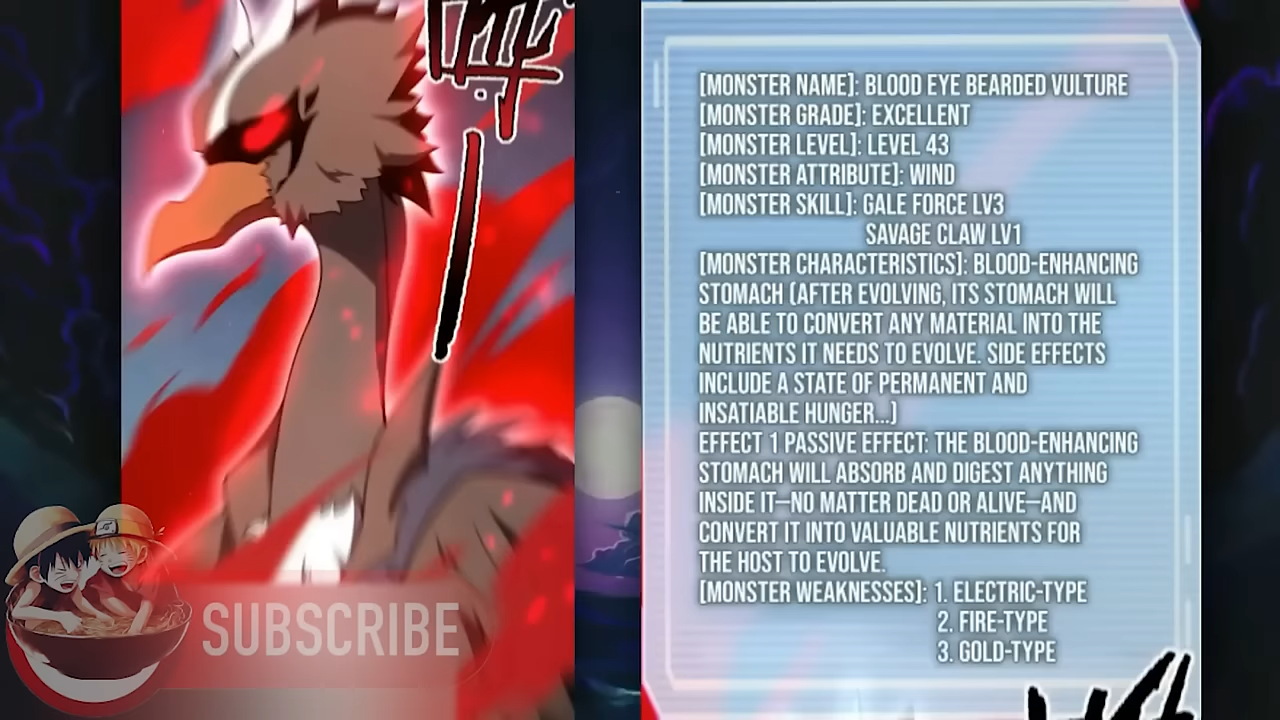 [MONSTER NAME]: BLOOD EYE BEARDED VULTURE
[MONSTER GRADE]: EXCELLENT
[MONSTER LEVEL]: LEVEL 43
[MONSTER ATTRIBUTE]: WIND
[MONSTER SKILL]: GALE FORCE LV3
SAVAGE CLAW LV1
[MONSTER CHARACTERISTICS]: BLOOD-ENHANCING
STOMACH (AFTER EVOLVING, ITS STOMACH WILL
BE ABLE TO CONVERT ANY MATERIAL INTO THE
NUTRIENTS IT NEEDS TO EVOLVE. SIDE EFFECTS
INCLUDE A STATE OF PERMANENT AND
INSATIABLE HUNGER...)
EFFECT 1 PASSIVE EFFECT: THE BLOOD-ENHANCING
STOMACH WILL ABSORB AND DIGEST ANYTHING
INSIDE IT—NO MATTER DEAD OR ALIVE—AND
CONVERT IT INTO VALUABLE NUTRIENTS FOR
THE HOST TO EVOLVE.
[MONSTER WEAKNESSES]: 1. ELECTRIC-TYPE
2. FIRE-TYPE
3. GOLD-TYPE
SUBSCRIBE